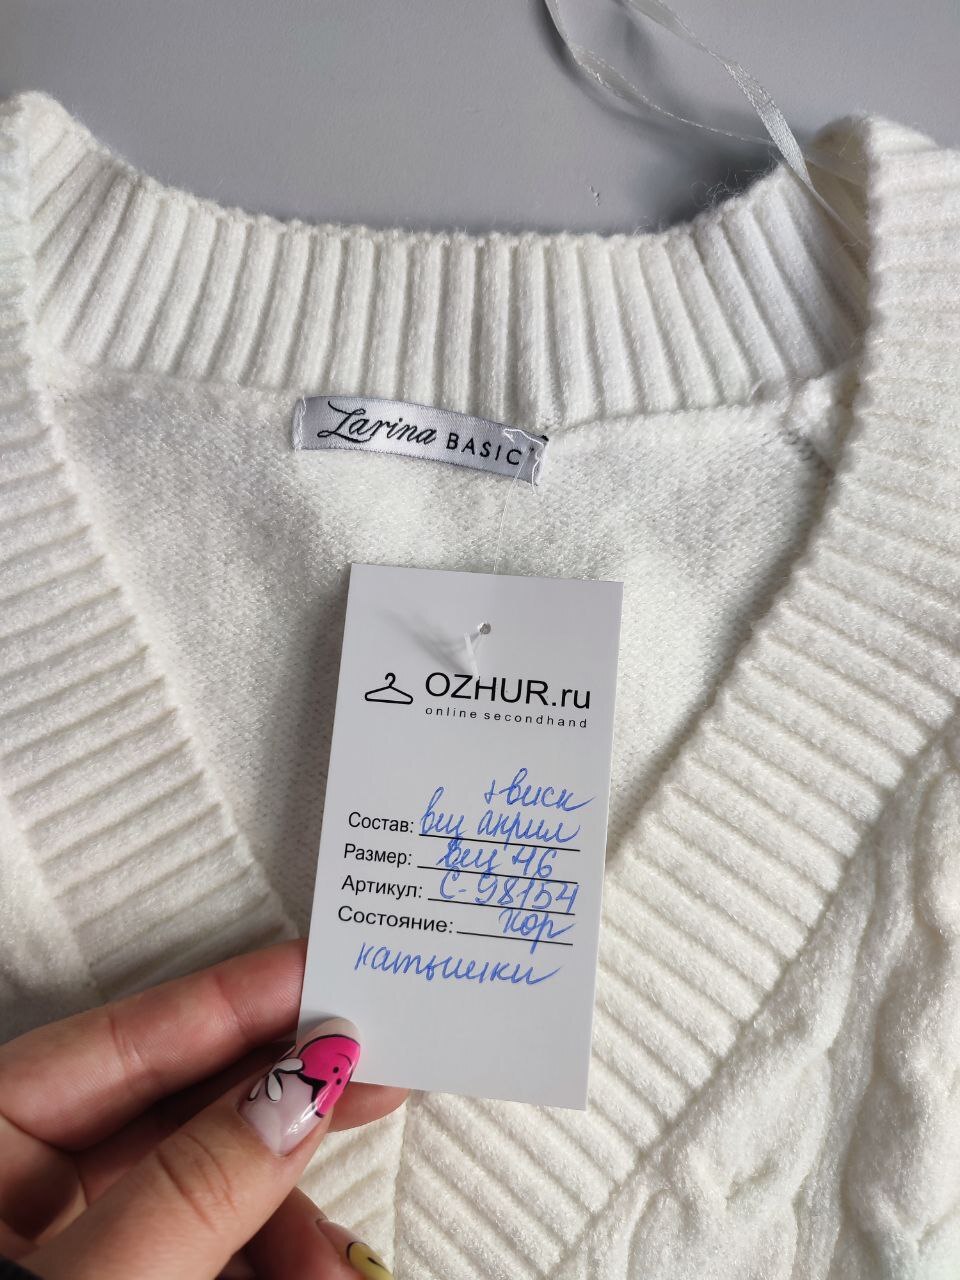 Larina BASIC
OZHUR.ru
online secondhand
+виск
Состав: виц акрил
Размер: виц 46
Артикул: С-98154
Состояние: хор
катышки